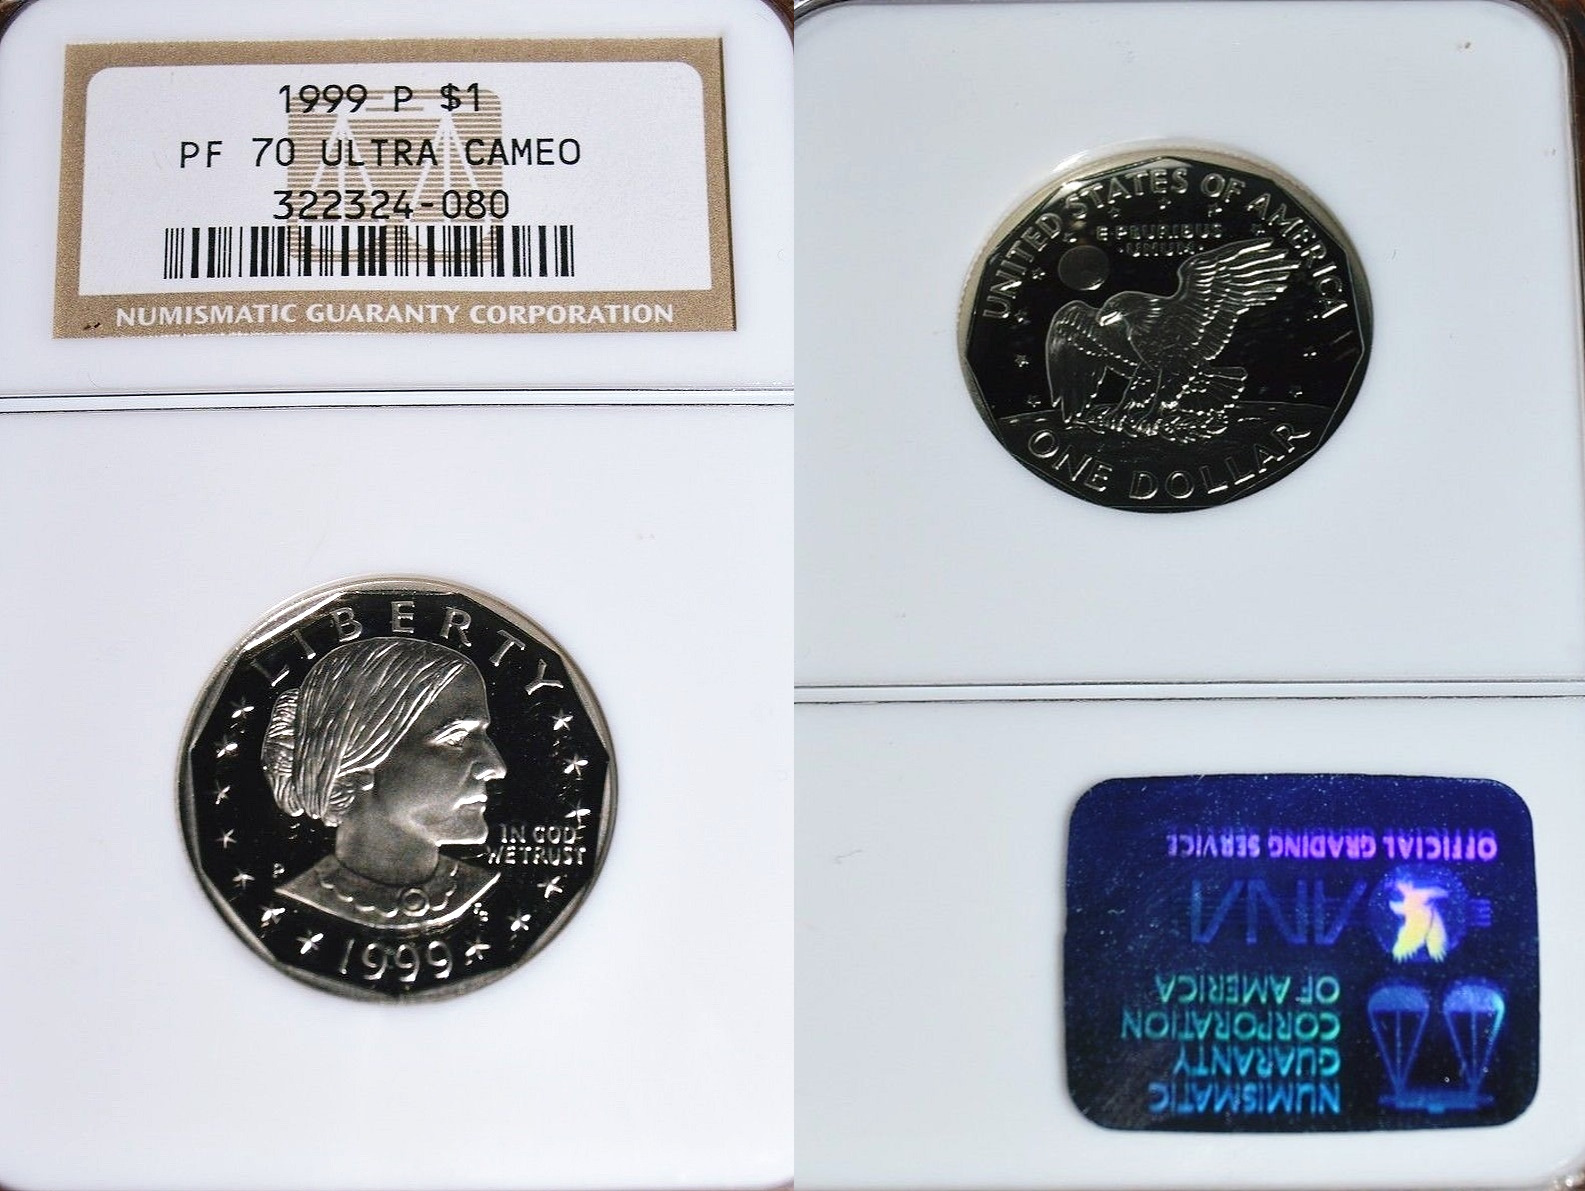 1999 P $1
PF 70 ULTRA CAMEO
322324-080
NUMISMATIC GUARANTY CORPORATION
LIBERTY
IN GOD
WE TRUST
P
FG
1999
UNITED STATES OF AMERICA
E PLURIBUS
UNUM
ONE DOLLAR
NUMISMATIC
GUARANTY
CORPORATION
OF AMERICA
ANA
OFFICIAL GRADING SERVICE